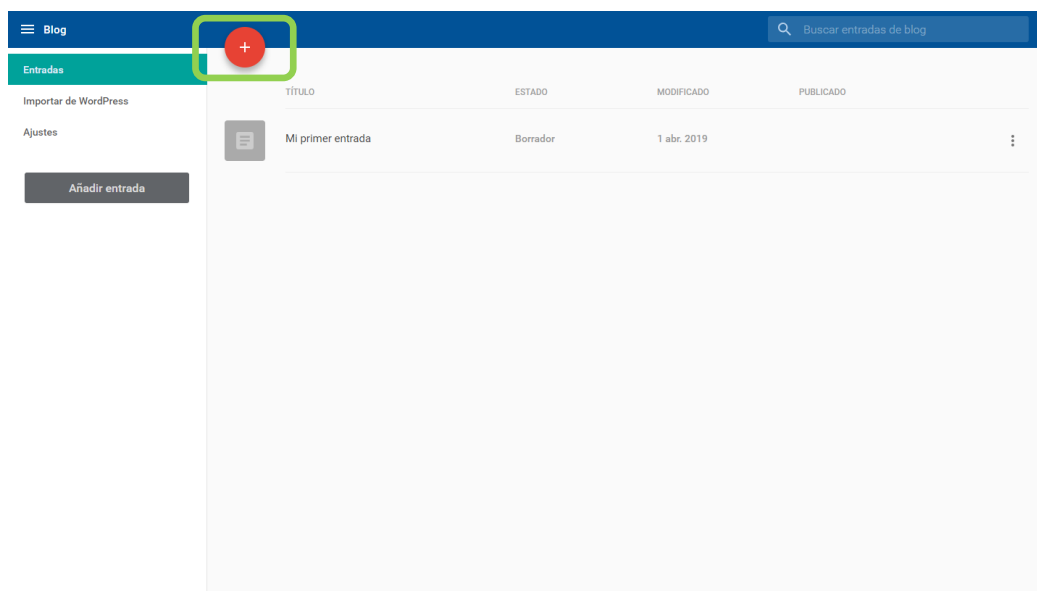 Blog
Buscar entradas de blog
Entradas
Importar de WordPress
Ajustes
Añadir entrada
TÍTULO ESTADO MODIFICADO PUBLICADO
Mi primer entrada Borrador 1 abr. 2019